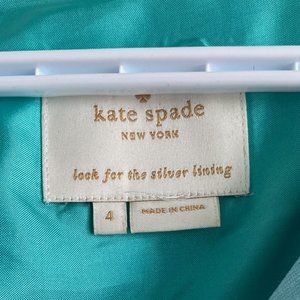 kate spade
NEW YORK
look for the silver lining
4
MADE IN CHINA